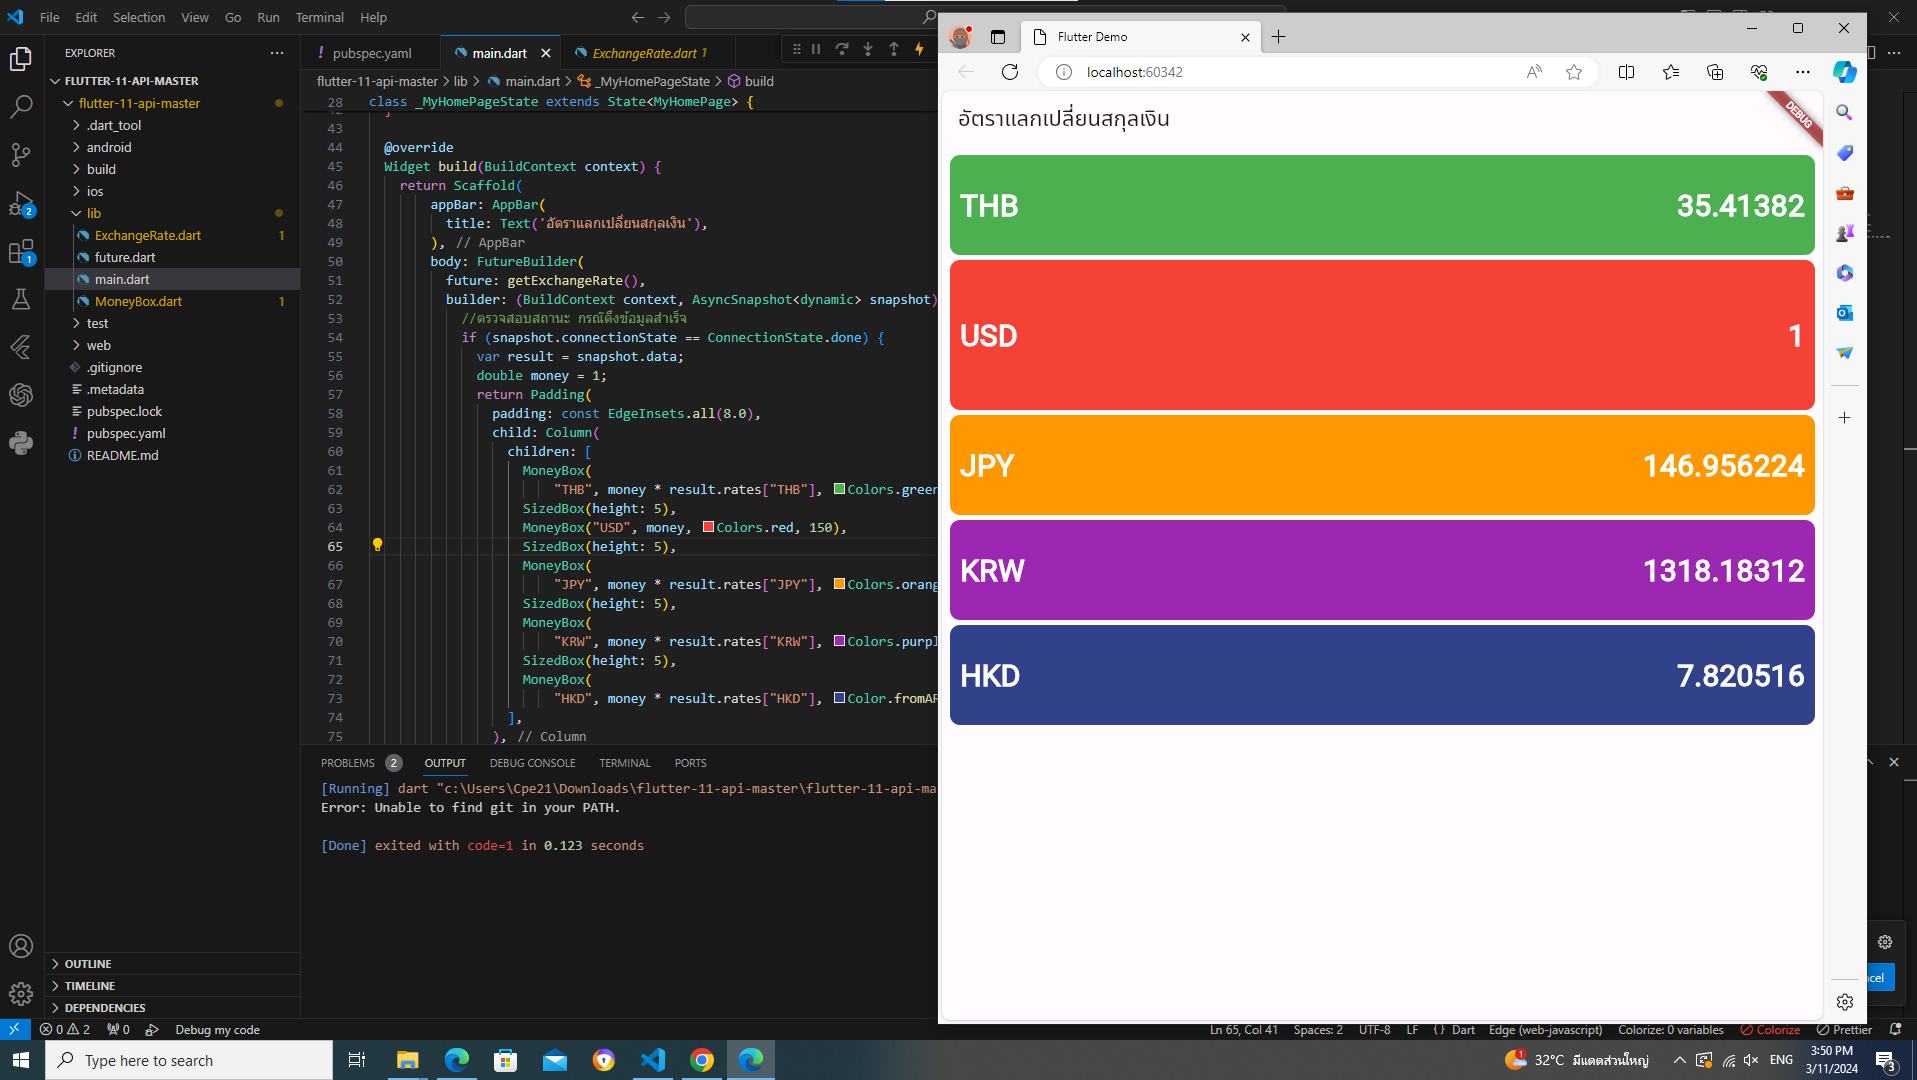 File Edit Selection View Go Run Terminal Help
EXPLORER
FLUTTER-11-API-MASTER
flutter-11-api-master
.dart_tool
android
build
ios
lib
ExchangeRate.dart 1
future.dart
main.dart
MoneyBox.dart 1
test
web
.gitignore
.metadata
pubspec.lock
pubspec.yaml
README.md
OUTLINE
TIMELINE
DEPENDENCIES
2
1
pubspec.yaml
main.dart
ExchangeRate.dart 1
flutter-11-api-master > lib > main.dart > _MyHomePageState > build
28 class _MyHomePageState extends State<MyHomePage> {
42 }
43
44 @override
45 Widget build(BuildContext context) {
46 return Scaffold(
47 appBar: AppBar(
48 title: Text('อัตราแลกเปลี่ยนสกุลเงิน'),
49 ), // AppBar
50 body: FutureBuilder(
51 future: getExchangeRate(),
52 builder: (BuildContext context, AsyncSnapshot<dynamic> snapshot)
53 //ตรวจสอบสถานะ กรณีดึงข้อมูลสำเร็จ
54 if (snapshot.connectionState == ConnectionState.done) {
55 var result = snapshot.data;
56 double money = 1;
57 return Padding(
58 padding: const EdgeInsets.all(8.0),
59 child: Column(
60 children: [
61 MoneyBox(
62 "THB", money * result.rates["THB"], Colors.green
63 SizedBox(height: 5),
64 MoneyBox("USD", money, Colors.red, 150),
65 SizedBox(height: 5),
66 MoneyBox(
67 "JPY", money * result.rates["JPY"], Colors.orang
68 SizedBox(height: 5),
69 MoneyBox(
70 "KRW", money * result.rates["KRW"], Colors.purpl
71 SizedBox(height: 5),
72 MoneyBox(
73 "HKD", money * result.rates["HKD"], Color.fromAR
74 ],
75 ), // Column
PROBLEMS 2 OUTPUT DEBUG CONSOLE TERMINAL PORTS
[Running] dart "c:\Users\Cpe21\Downloads\flutter-11-api-master\flutter-11-api-ma
Error: Unable to find git in your PATH.
[Done] exited with code=1 in 0.123 seconds
Flutter Demo
localhost:60342
อัตราแลกเปลี่ยนสกุลเงิน
DEBUG
THB 35.41382
USD 1
JPY 146.956224
KRW 1318.18312
HKD 7.820516
cel
0 2 0 Debug my code
Ln 65, Col 41 Spaces: 2 UTF-8 LF {} Dart Edge (web-javascript) Colorize: 0 variables Colorize Prettier
Type here to search
1 32°C มีแดดส่วนใหญ่ ENG
3:50 PM
3/11/2024
3